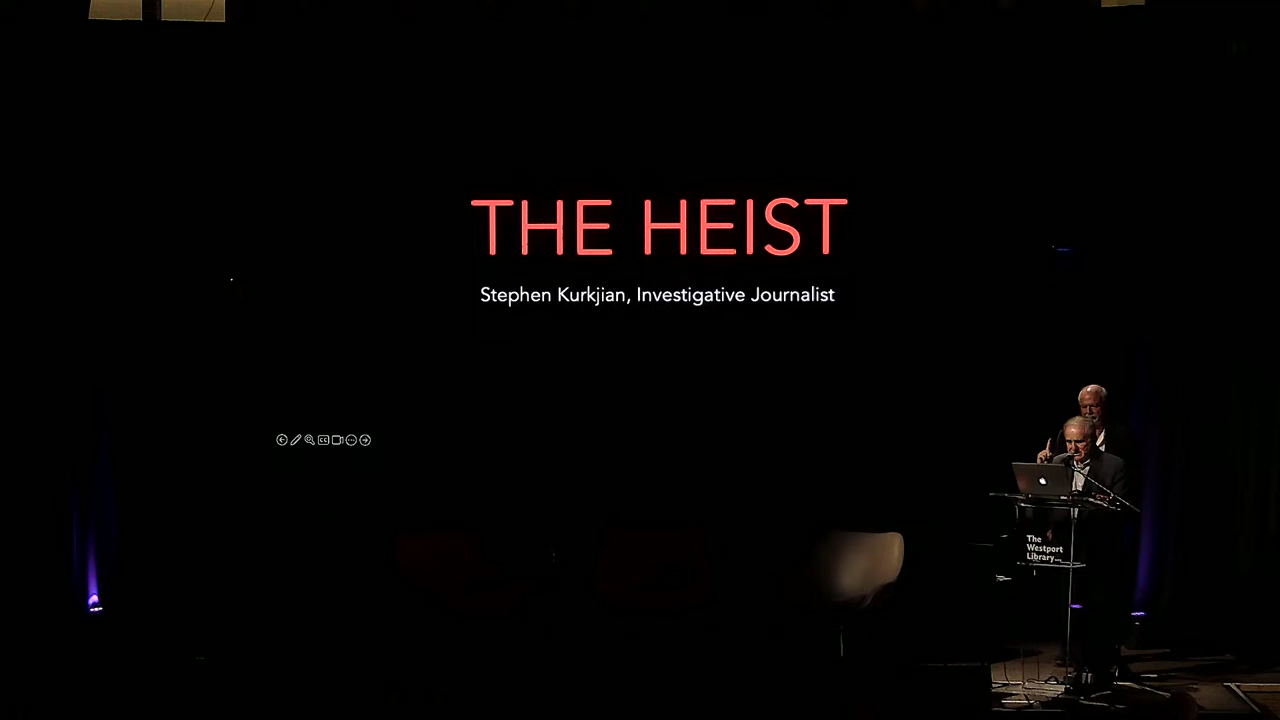 THE HEIST
Stephen Kurkjian, Investigative Journalist
The
Westport
Library